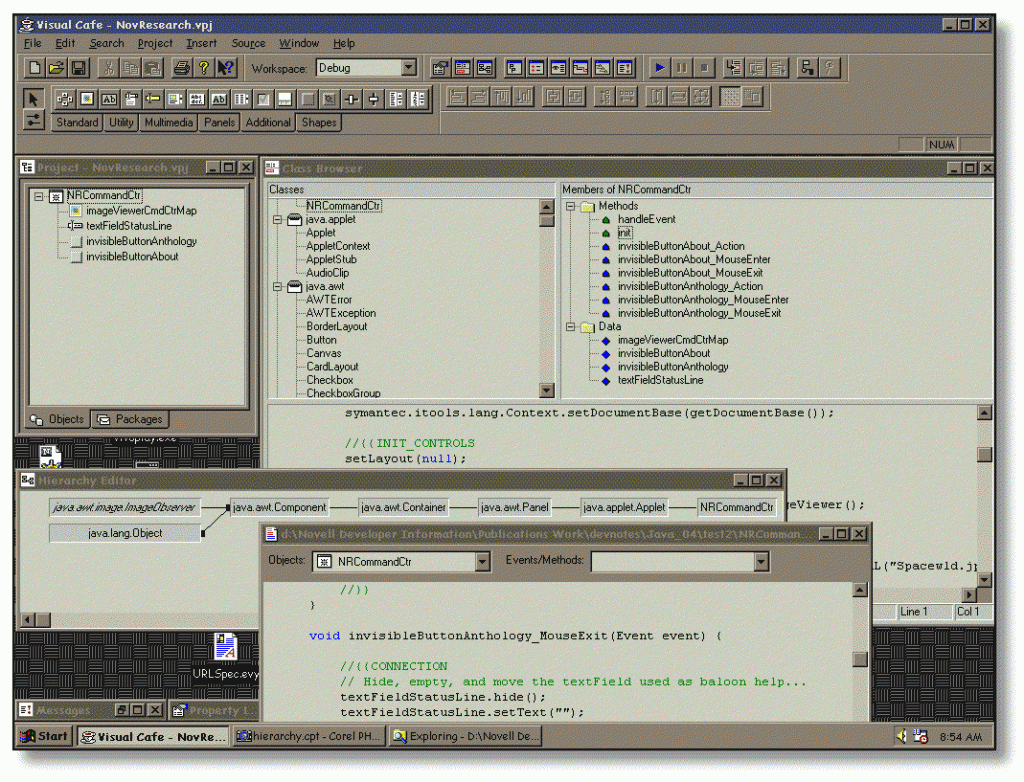 Visual Cafe - NovResearch.vpj
File Edit Search Project Insert Source Window Help
Workspace: Debug
Standard Utility Multimedia Panels Additional Shapes
NUM
Project - NovResearch.vpj
NRCommandCtr
imageViewerCmdCtrMap
textFieldStatusLine
invisibleButtonAnthology
invisibleButtonAbout
Objects Packages
Class Browser
Classes
NRCommandCtr
java.applet
Applet
AppletContext
AppletStub
AudioClip
java.awt
AWTError
AWTException
BorderLayout
Button
Canvas
CardLayout
Checkbox
CheckboxGroup
Members of NRCommandCtr
Methods
handleEvent
init
invisibleButtonAbout_Action
invisibleButtonAbout_MouseEnter
invisibleButtonAbout_MouseExit
invisibleButtonAnthology_Action
invisibleButtonAnthology_MouseEnter
invisibleButtonAnthology_MouseExit
Data
imageViewerCmdCtrMap
invisibleButtonAbout
invisibleButtonAnthology
textFieldStatusLine
symantec.itools.lang.Context.setDocumentBase(getDocumentBase());
//{{INIT_CONTROLS
setLayout(null);
geViewer();
L("Spacewld.jp
Line 1 Col 1
Hierarchy Editor
java.awt.image.ImageObserver java.awt.Component java.awt.Container java.awt.Panel java.applet.Applet NRCommandCtr
java.lang.Object
d:\Novell Developer Information\Publications Work\devnotes\Java_04\test2\NRComman...
Objects: NRCommandCtr Events/Methods:
//}}
}
void invisibleButtonAnthology_MouseExit(Event event) {
//{{CONNECTION
// Hide, empty, and move the textField used as baloon help...
textFieldStatusLine.hide();
textFieldStatusLine.setText("");
URLSpec.evy
Messages
Property L...
Start Visual Cafe - NovRe... hierarchy.cpt - Corel PH... Exploring - D:\Novell De... 8:54 AM